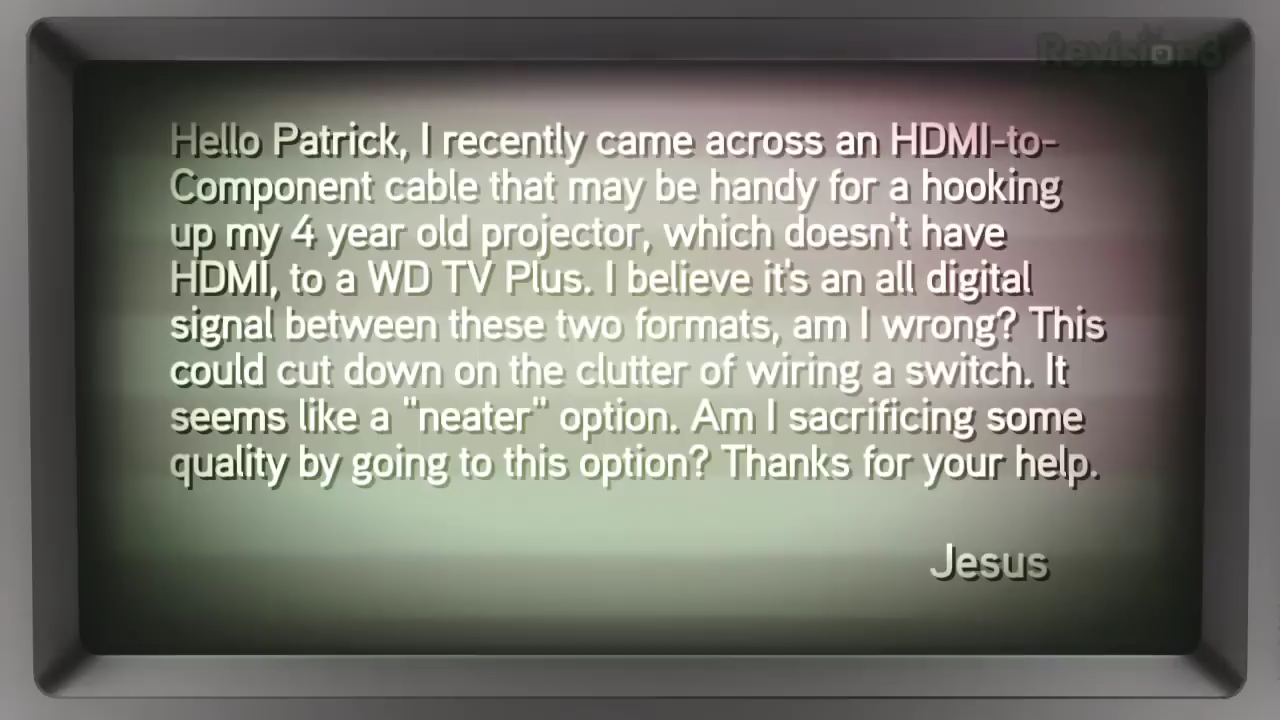 Revision3
Hello Patrick, I recently came across an HDMI-to-
Component cable that may be handy for a hooking
up my 4 year old projector, which doesn't have
HDMI, to a WD TV Plus. I believe it's an all digital
signal between these two formats, am I wrong? This
could cut down on the clutter of wiring a switch. It
seems like a "neater" option. Am I sacrificing some
quality by going to this option? Thanks for your help.
Jesus